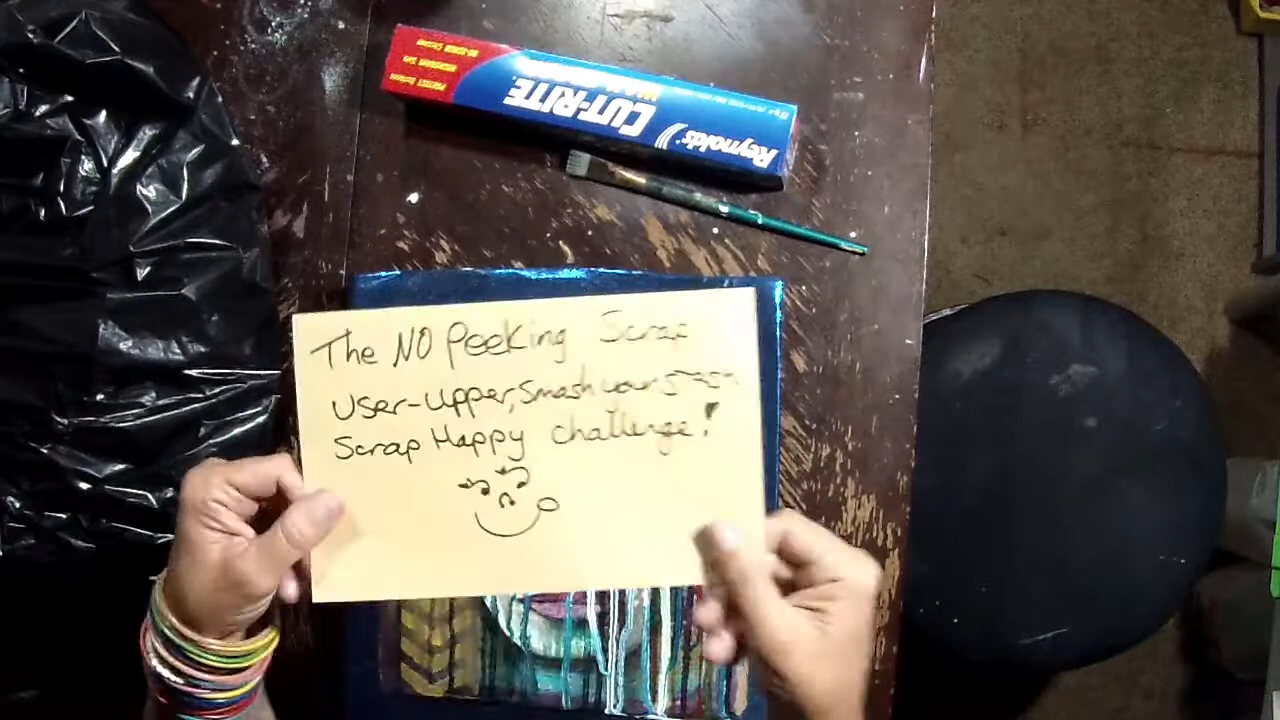 The NO Peeking Scrap
User-Upper, Smash your stash
Scrap Happy challenge!
Reynolds
CUT-RITE